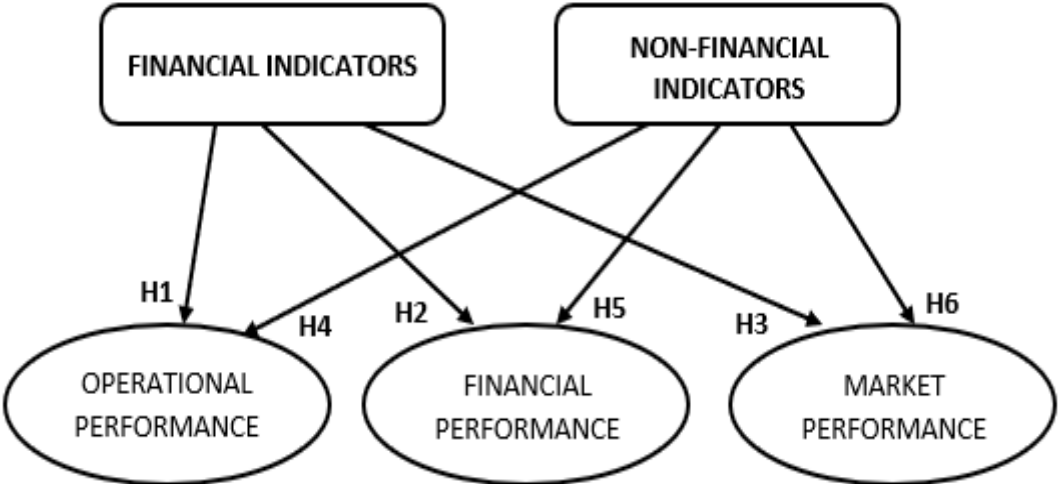 FINANCIAL INDICATORS
NON-FINANCIAL
INDICATORS
H1
H4
H2
H5
H3
H6
OPERATIONAL
PERFORMANCE
FINANCIAL
PERFORMANCE
MARKET
PERFORMANCE